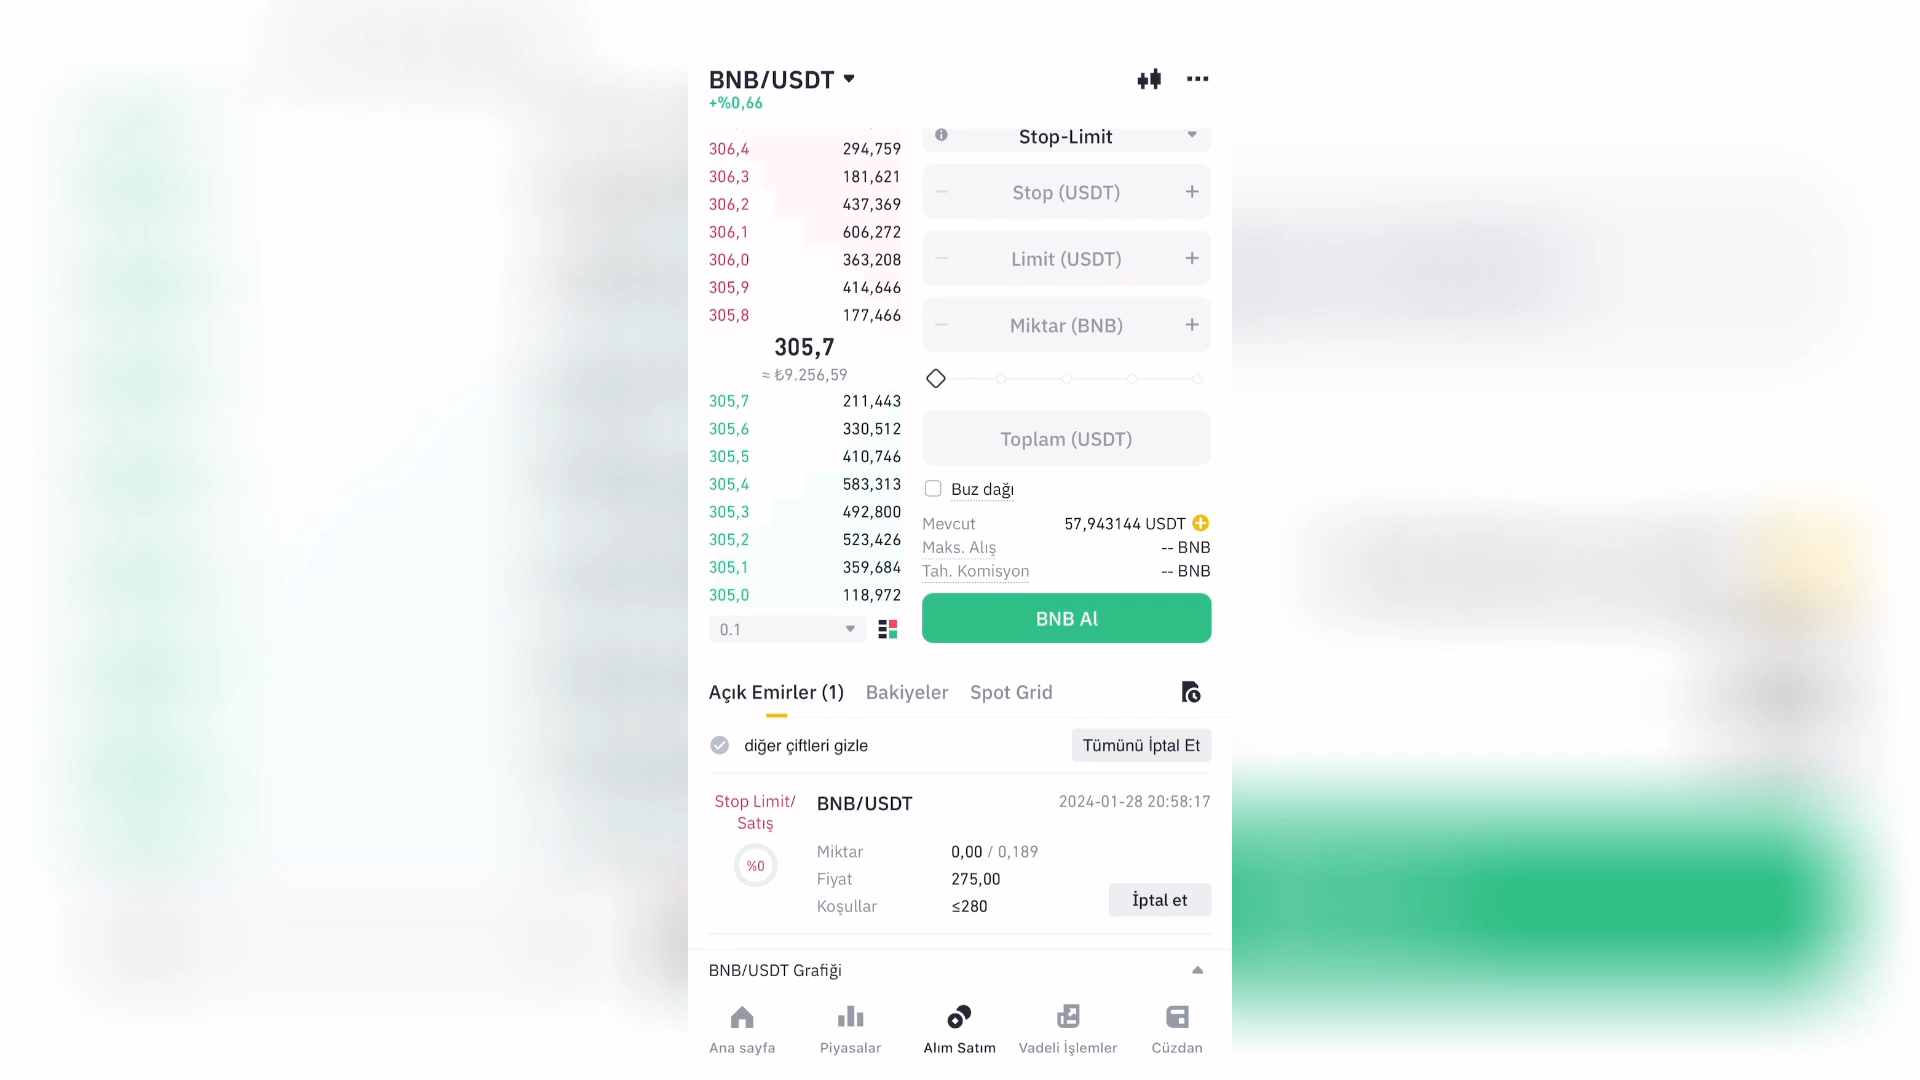 BNB/USDT
+%0,66
306,4 294,759
306,3 181,621
306,2 437,369
306,1 606,272
306,0 363,208
305,9 414,646
305,8 177,466
305,7
≈ ₺9.256,59
305,7 211,443
305,6 330,512
305,5 410,746
305,4 583,313
305,3 492,800
305,2 523,426
305,1 359,684
305,0 118,972
0.1
Stop-Limit
− Stop (USDT) +
− Limit (USDT) +
− Miktar (BNB) +
Toplam (USDT)
Buz dağı
Mevcut 57,943144 USDT
Maks. Alış -- BNB
Tah. Komisyon -- BNB
BNB Al
Açık Emirler (1) Bakiyeler Spot Grid
diğer çiftleri gizle Tümünü İptal Et
Stop Limit/
Satış
%0
BNB/USDT 2024-01-28 20:58:17
Miktar 0,00 / 0,189
Fiyat 275,00
Koşullar ≤280
İptal et
BNB/USDT Grafiği
Ana sayfa Piyasalar Alım Satım Vadeli İşlemler Cüzdan